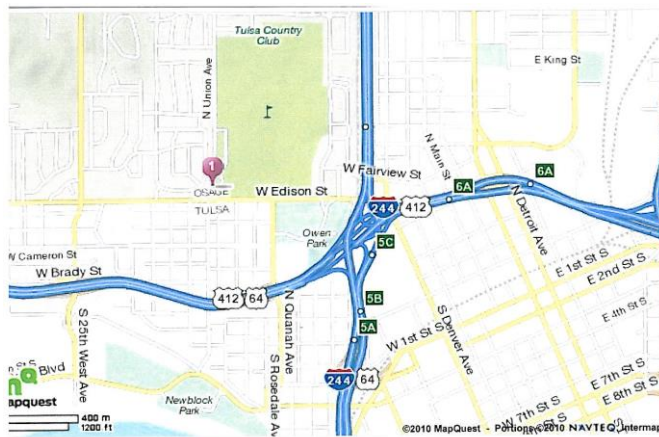 Tulsa Country
Club
E King St
N Union Ave
N Main St
W Fairview St
6A
6A
1
OSAGE
TULSA
W Edison St
244
412
N Detroit Ave
Owen
Park
W Cameron St
W Brady St
5C
E 1st St S
E 2nd St S
412
64
5B
5A
E 4th St S
S 25th West Ave
N Quanah Ave
S Rosedale Av
W 1st St S
S Denver Ave
Blvd
244
64
Newblock
Park
E 7th St S
E 8th St S
W 7th St S
mapquest
400 m
1200 ft
©2010 MapQuest - Portions ©2010 NAVTEQ, Intermap